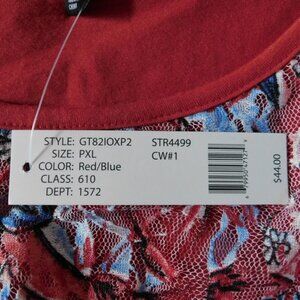 STYLE: GT82IOXP2
SIZE: PXL
COLOR: Red/Blue
CLASS: 610
DEPT: 1572
STR4499
CW#1
$44.00